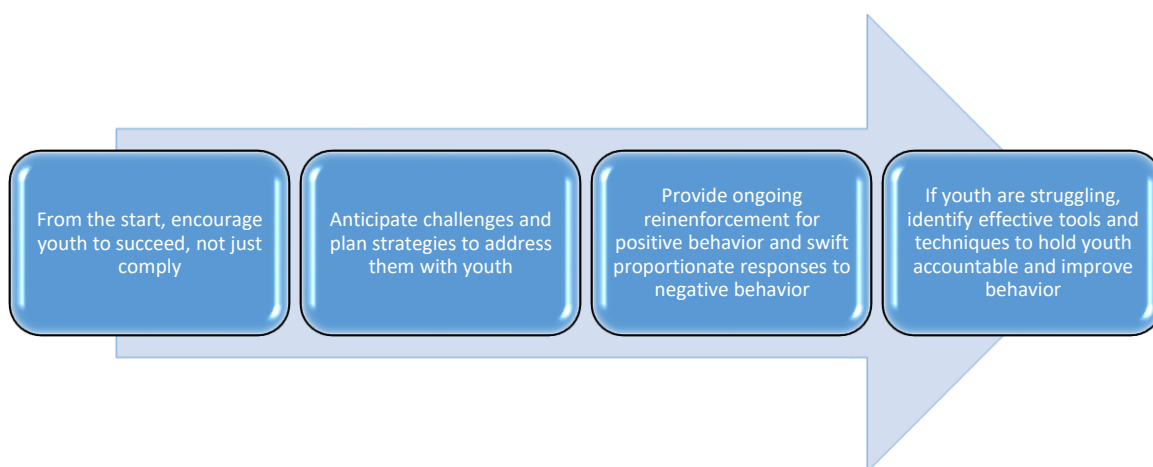 From the start, encourage
youth to succeed, not just
comply
Anticipate challenges and
plan strategies to address
them with youth
Provide ongoing
reinenforcement for
positive behavior and swift
proportionate responses to
negative behavior
If youth are struggling,
identify effective tools and
techniques to hold youth
accountable and improve
behavior